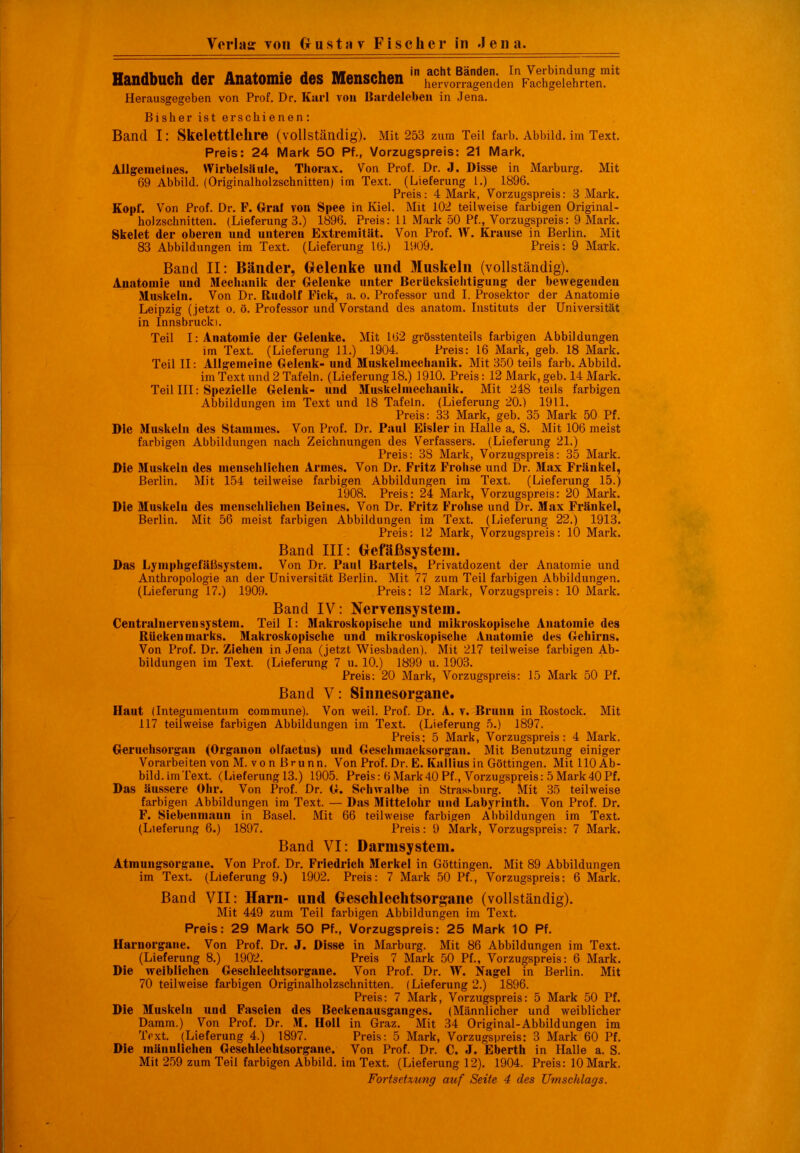 Verlag von Gustav Fischer in Jena.
Handbuch der Anatomie des Menschen in acht Bänden. In Verbindung mit hervorragenden Fachgelehrten.
Herausgegeben von Prof. Dr. Karl von Bardeleben in Jena.
Bisher ist erschienen:
Band I: Skelettlehre (vollständig). Mit 253 zum Teil farb. Abbild. im Text.
Preis: 24 Mark 50 Pf., Vorzugspreis: 21 Mark.
Allgemeines. Wirbelsäule. Thorax. Von Prof. Dr. J. Disse in Marburg. Mit
69 Abbild. (Originalholzschnitten) im Text. (Lieferung 1.) 1896.
Preis: 4 Mark, Vorzugspreis: 3 Mark.
Kopf. Von Prof. Dr. F. Graf von Spee in Kiel. Mit 102 teilweise farbigen Original-
holzschnitten. (Lieferung 3.) 1896. Preis: 11 Mark 50 Pf., Vorzugspreis: 9 Mark.
Skelet der oberen und unteren Extremität. Von Prof. W. Krause in Berlin. Mit
83 Abbildungen im Text. (Lieferung 16.) 1909. Preis: 9 Mark.
Band II: Bänder, Gelenke und Muskeln (vollständig).
Anatomie und Mechanik der Gelenke unter Berücksichtigung der bewegenden
Muskeln. Von Dr. Rudolf Fick, a. o. Professor und I. Prosektor der Anatomie
Leipzig (jetzt o. ö. Professor und Vorstand des anatom. Instituts der Universität
in Innsbruck).
Teil I: Anatomie der Gelenke. Mit 162 grösstenteils farbigen Abbildungen
im Text. (Lieferung 11.) 1904. Preis: 16 Mark, geb. 18 Mark.
Teil II: Allgemeine Gelenk- und Muskelmechanik. Mit 350 teils farb. Abbild.
im Text und 2 Tafeln. (Lieferung 18.) 1910. Preis: 12 Mark, geb. 14 Mark.
Teil III: Spezielle Gelenk- und Muskelmechanik. Mit 248 teils farbigen
Abbildungen im Text und 18 Tafeln. (Lieferung 20.) 1911.
Preis: 33 Mark, geb. 35 Mark 50 Pf.
Die Muskeln des Stammes. Von Prof. Dr. Paul Eisler in Halle a. S. Mit 106 meist
farbigen Abbildungen nach Zeichnungen des Verfassers. (Lieferung 21.)
Preis: 38 Mark, Vorzugspreis: 35 Mark.
Die Muskeln des menschlichen Armes. Von Dr. Fritz Frohse und Dr. Max Fränkel,
Berlin. Mit 154 teilweise farbigen Abbildungen im Text. (Lieferung 15.)
1908. Preis: 24 Mark, Vorzugspreis: 20 Mark.
Die Muskeln des menschlichen Beines. Von Dr. Fritz Frohse und Dr. Max Fränkel,
Berlin. Mit 56 meist farbigen Abbildungen im Text. (Lieferung 22.) 1913.
Preis: 12 Mark, Vorzugspreis: 10 Mark.
Band III: Gefäßsystem.
Das Lymphgefäßsystem. Von Dr. Paul Bartels, Privatdozent der Anatomie und
Anthropologie an der Universität Berlin. Mit 77 zum Teil farbigen Abbildungen.
(Lieferung 17.) 1909. Preis: 12 Mark, Vorzugspreis: 10 Mark.
Band IV: Nervensystem.
Centralnervensystem. Teil I: Makroskopische und mikroskopische Anatomie des
Rückenmarks. Makroskopische und mikroskopische Anatomie des Gehirns.
Von Prof. Dr. Ziehen in Jena (jetzt Wiesbaden). Mit 217 teilweise farbigen Ab-
bildungen im Text. (Lieferung 7 u. 10.) 1899 u. 1903.
Preis: 20 Mark, Vorzugspreis: 15 Mark 50 Pf.
Band V: Sinnesorgane.
Haut (Integumentum commune). Von weil. Prof. Dr. A. v. Brunn in Rostock. Mit
117 teilweise farbigen Abbildungen im Text. (Lieferung 5.) 1897.
Preis: 5 Mark, Vorzugspreis: 4 Mark.
Geruchsorgan (Organon olfactus) und Geschmacksorgan. Mit Benutzung einiger
Vorarbeiten von M. von Brunn. Von Prof. Dr. E. Kallius in Göttingen. Mit 110 Ab-
bild. im Text. (Lieferung 13.) 1905. Preis: 6 Mark 40 Pf., Vorzugspreis: 5 Mark 40 Pf.
Das äussere Ohr. Von Prof. Dr. G. Schwalbe in Strassburg. Mit 35 teilweise
farbigen Abbildungen im Text. — Das Mittelohr und Labyrinth. Von Prof. Dr.
F. Siebenmann in Basel. Mit 66 teilweise farbigen Abbildungen im Text.
(Lieferung 6.) 1897. Preis: 9 Mark, Vorzugspreis: 7 Mark.
Band VI: Darmsystem.
Atmungsorgane. Von Prof. Dr. Friedrich Merkel in Göttingen. Mit 89 Abbildungen
im Text. (Lieferung 9.) 1902. Preis: 7 Mark 50 Pf., Vorzugspreis: 6 Mark.
Band VII: Harn- und Geschlechtsorgane (vollständig).
Mit 449 zum Teil farbigen Abbildungen im Text.
Preis: 29 Mark 50 Pf., Vorzugspreis: 25 Mark 10 Pf.
Harnorgane. Von Prof. Dr. J. Disse in Marburg. Mit 86 Abbildungen im Text.
(Lieferung 8.) 1902. Preis 7 Mark 50 Pf., Vorzugspreis: 6 Mark.
Die weiblichen Geschlechtsorgane. Von Prof. Dr. W. Nagel in Berlin. Mit
70 teilweise farbigen Originalholzschnitten. (Lieferung 2.) 1896.
Preis: 7 Mark, Vorzugspreis: 5 Mark 50 Pf.
Die Muskeln und Fascien des Beckenausganges. (Männlicher und weiblicher
Damm.) Von Prof. Dr. M. Holl in Graz. Mit 34 Original-Abbildungen im
Text. (Lieferung 4.) 1897. Preis: 5 Mark, Vorzugspreis: 3 Mark 60 Pf.
Die männlichen Geschlechtsorgane. Von Prof. Dr. C. J. Eberth in Halle a. S.
Mit 259 zum Teil farbigen Abbild. im Text. (Lieferung 12). 1904. Preis: 10 Mark.
Fortsetzung auf Seite 4 des Umschlags.